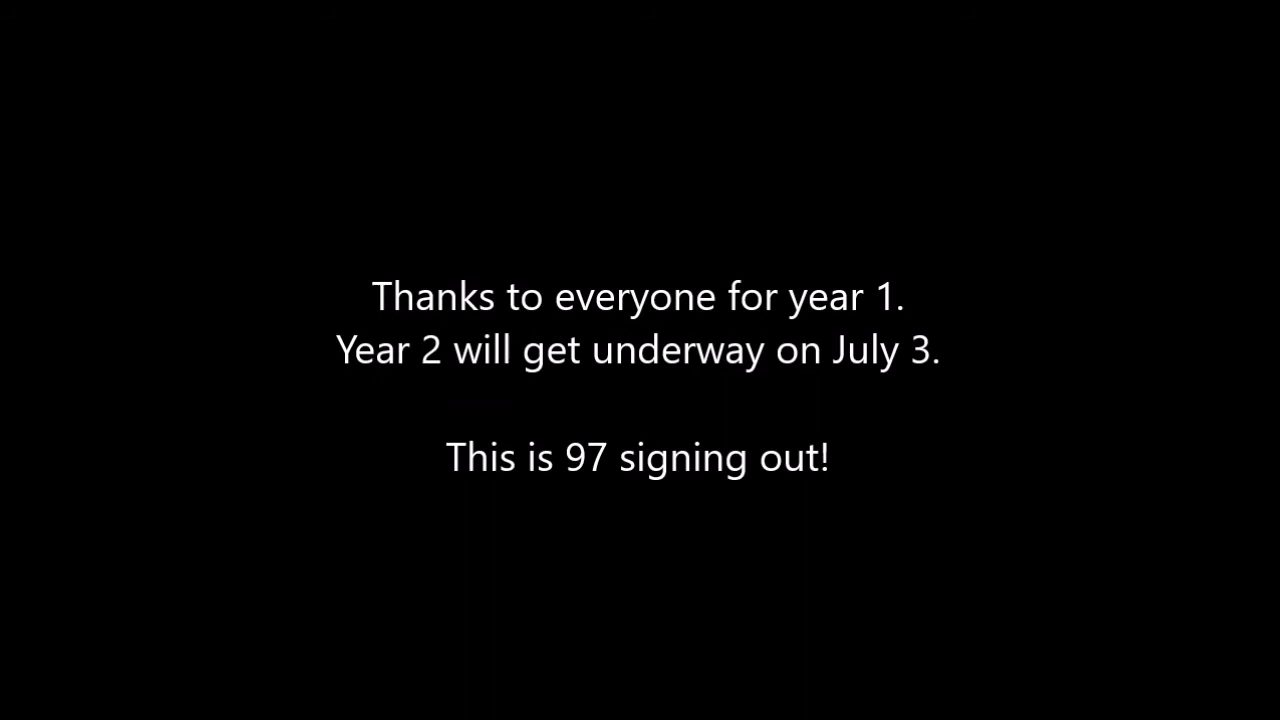 Thanks to everyone for year 1.
Year 2 will get underway on July 3.
This is 97 signing out!